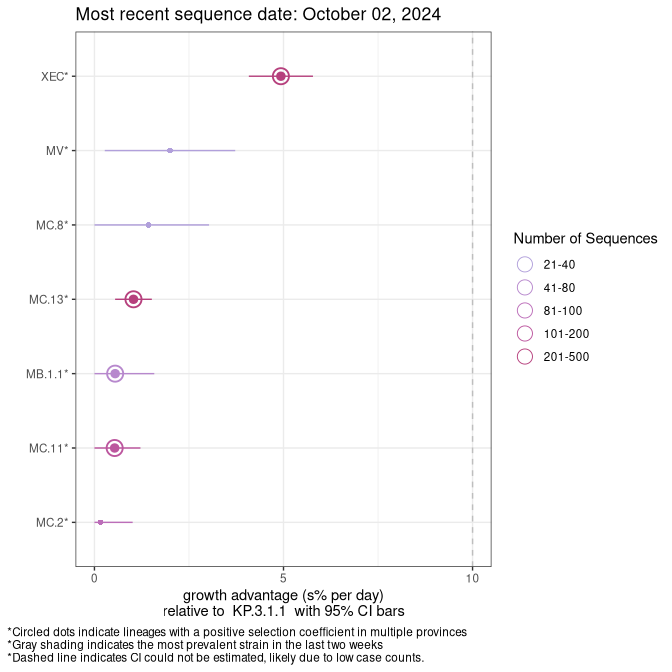 Most recent sequence date: October 02, 2024
XEC*
MV*
MC.8*
MC.13*
MB.1.1*
MC.11*
MC.2*
0
5
10
growth advantage (s% per day)
relative to  KP.3.1.1  with 95% CI bars
Number of Sequences
21-40
41-80
81-100
101-200
201-500
*Circled dots indicate lineages with a positive selection coefficient in multiple provinces
*Gray shading indicates the most prevalent strain in the last two weeks
*Dashed line indicates CI could not be estimated, likely due to low case counts.